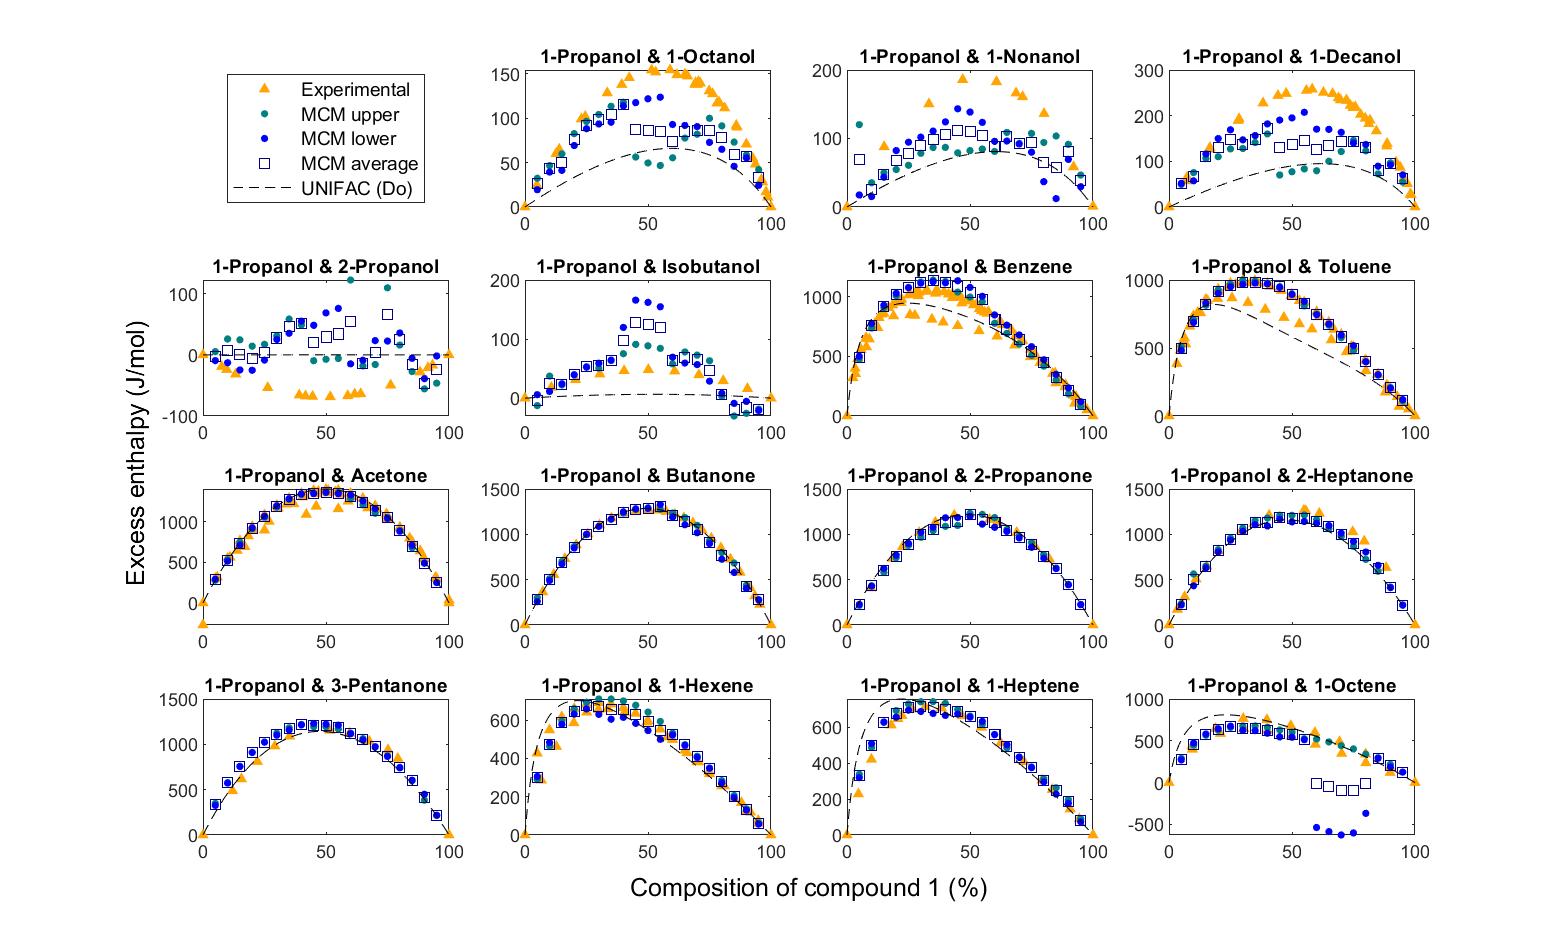 Experimental
MCM upper
MCM lower
MCM average
UNIFAC (Do)
1-Propanol & 1-Octanol
150
100
50
0
0 50 100
1-Propanol & 1-Nonanol
200
100
0
0 50 100
1-Propanol & 1-Decanol
300
200
100
0
0 50 100
1-Propanol & 2-Propanol
100
0
-100
0 50 100
1-Propanol & Isobutanol
200
100
0
0 50 100
1-Propanol & Benzene
1000
500
0
0 50 100
1-Propanol & Toluene
1000
500
0
0 50 100
1-Propanol & Acetone
1000
500
0
0 50 100
1-Propanol & Butanone
1500
1000
500
0
0 50 100
1-Propanol & 2-Propanone
1500
1000
500
0
0 50 100
1-Propanol & 2-Heptanone
1500
1000
500
0
0 50 100
1-Propanol & 3-Pentanone
1500
1000
500
0
0 50 100
1-Propanol & 1-Hexene
600
400
200
0
0 50 100
1-Propanol & 1-Heptene
600
400
200
0
0 50 100
1-Propanol & 1-Octene
1000
500
0
-500
0 50 100
Excess enthalpy (J/mol)
Composition of compound 1 (%)